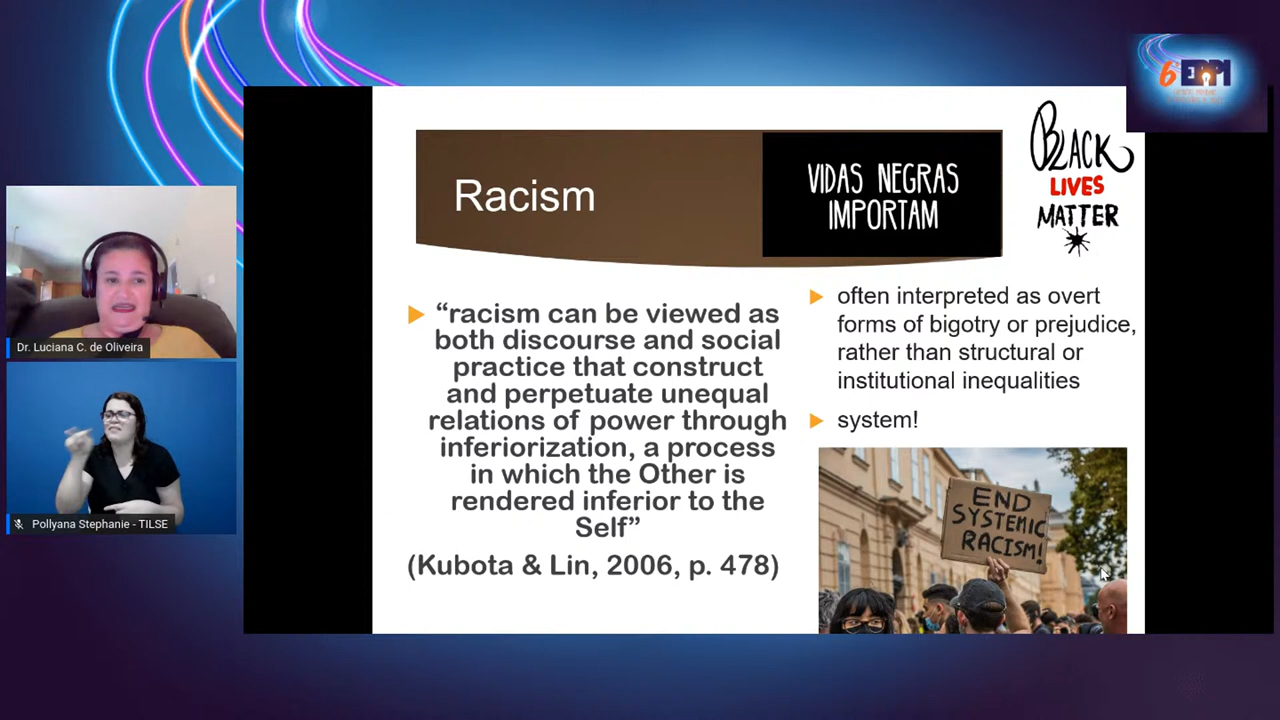 6º EPPI
Racism
VIDAS NEGRAS
IMPORTAM
BLACK
LIVES
MATTER
Dr. Luciana C. de Oliveira
Pollyana Stephanie - TILSE
“racism can be viewed as
both discourse and social
practice that construct
and perpetuate unequal
relations of power through
inferiorization, a process
in which the Other is
rendered inferior to the
Self”
(Kubota & Lin, 2006, p. 478)
often interpreted as overt
forms of bigotry or prejudice,
rather than structural or
institutional inequalities
system!
END
SYSTEMIC
RACISM!